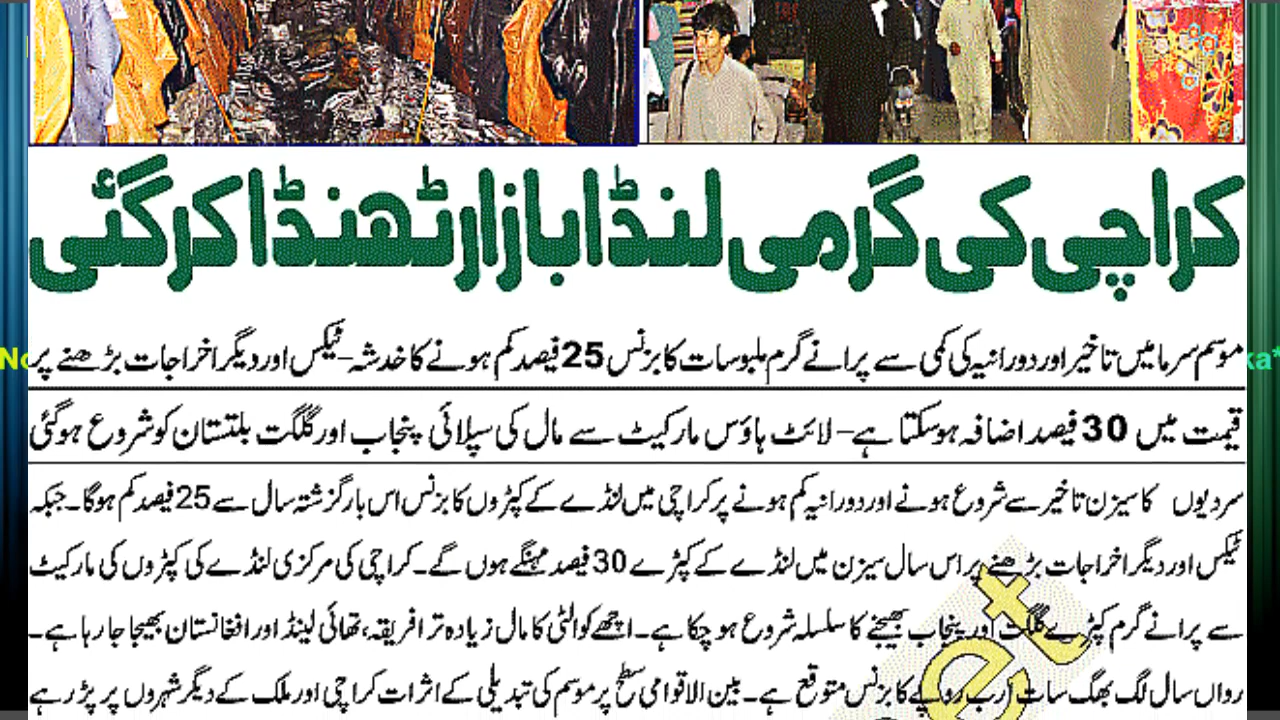 کراچی کی گرمی لنڈا بازار ٹھنڈا کر گئی
موسم سرما میں تاخیر اور دورانیہ کی کمی سے پرانے گرم ملبوسات کا بزنس 25 فیصد کم ہونے کا خدشہ - ٹیکس اور دیگر اخراجات بڑھنے پر
قیمت میں 30 فیصد اضافہ ہو سکتا ہے - لائٹ ہاؤس مارکیٹ سے مال کی سپلائی پنجاب اور گلگت بلتستان کو شروع ہو گئی
سردیوں کا سیزن تاخیر سے شروع ہونے اور دورانیہ کم ہونے پر کراچی میں لنڈے کے کپڑوں کا بزنس اس بار گزشتہ سال سے 25 فیصد کم ہوگا۔ جبکہ
ٹیکس اور دیگر اخراجات بڑھنے پر اس سال سیزن میں لنڈے کے کپڑے 30 فیصد مہنگے ہوں گے۔ کراچی کی مرکزی لنڈے کی کپڑوں کی مارکیٹ
سے پرانے گرم کپڑے گلگت اور پنجاب بھیجنے کا سلسلہ شروع ہو چکا ہے۔ اچھے کوالٹی کا مال زیادہ تر افریقہ، تھائی لینڈ اور افغانستان بھیجا جا رہا ہے۔
رواں سال لگ بھگ سات ارب روپے کا بزنس متوقع ہے۔ بین الاقوامی سطح پر موسم کی تبدیلی کے اثرات کراچی اور ملک کے دیگر شہروں پر پڑ رہے